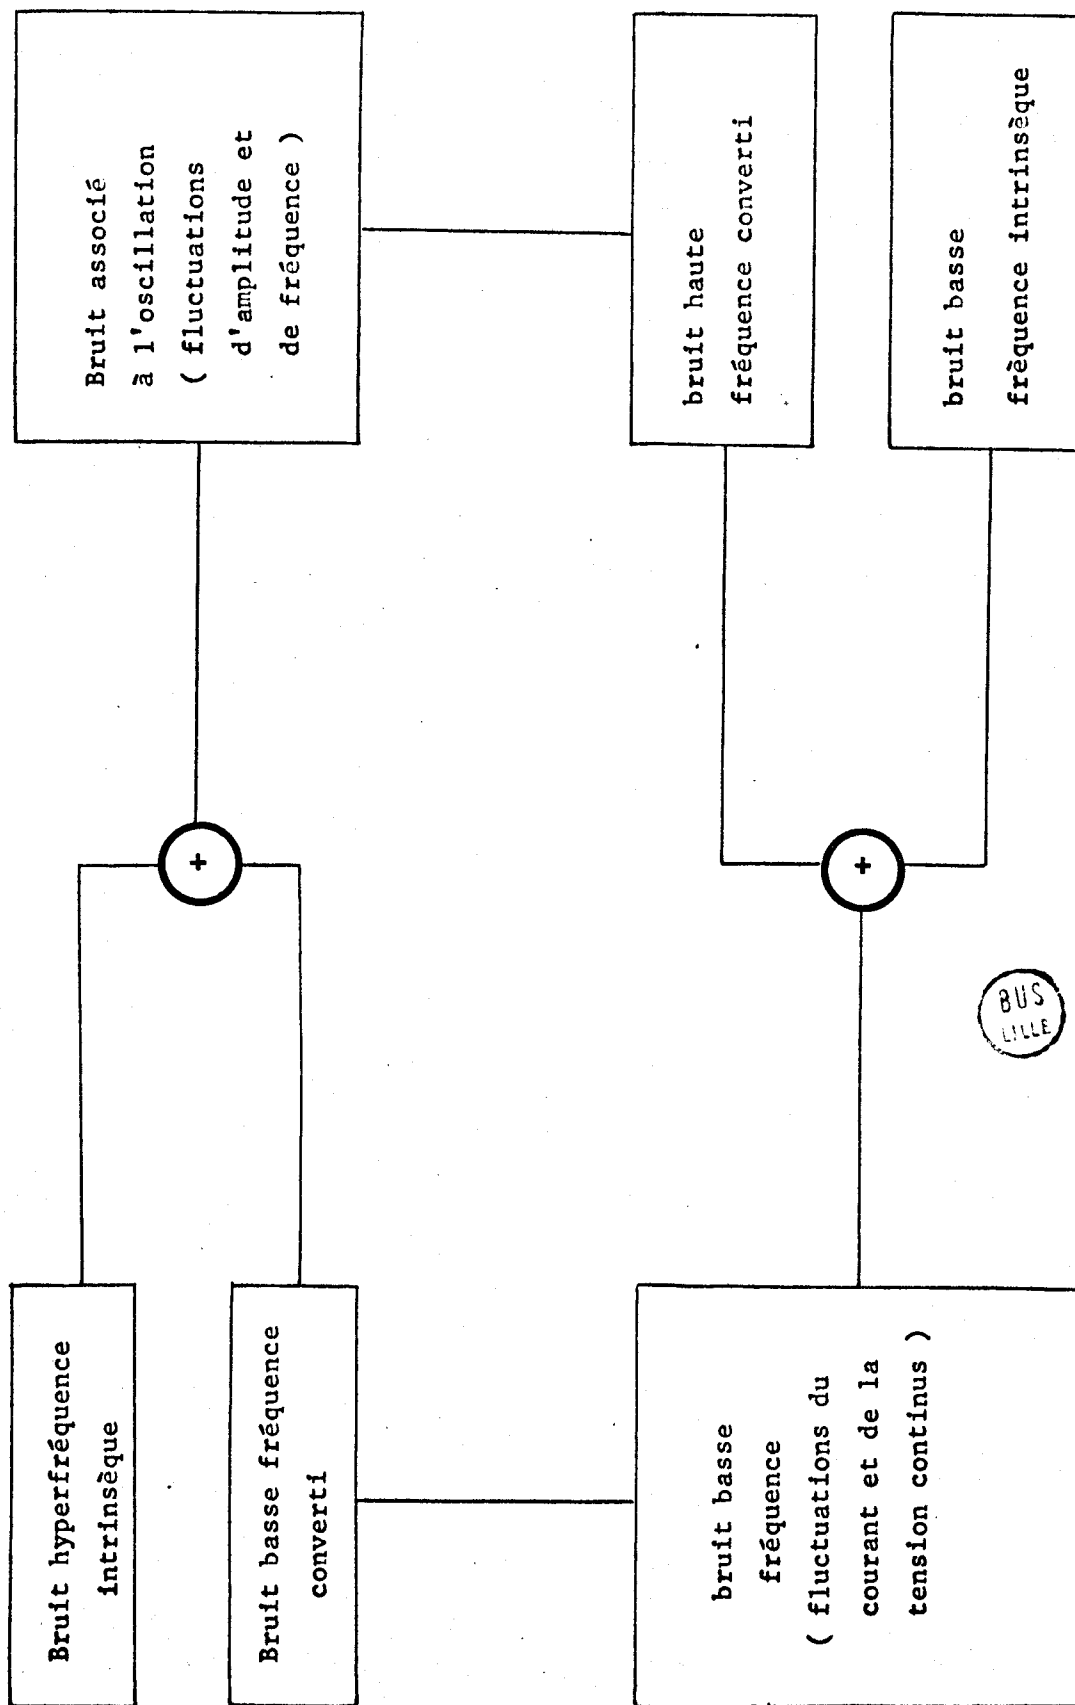 Bruit hyperfréquence
intrinsèque
Bruit basse fréquence
converti
bruit basse
fréquence
( fluctuations du
courant et de la
tension continus )
+
+
Bruit associé
à l'oscillation
( fluctuations
d'amplitude et
de fréquence )
bruit haute
fréquence converti
bruit basse
frèquence intrinsèque
BUS
LILLE